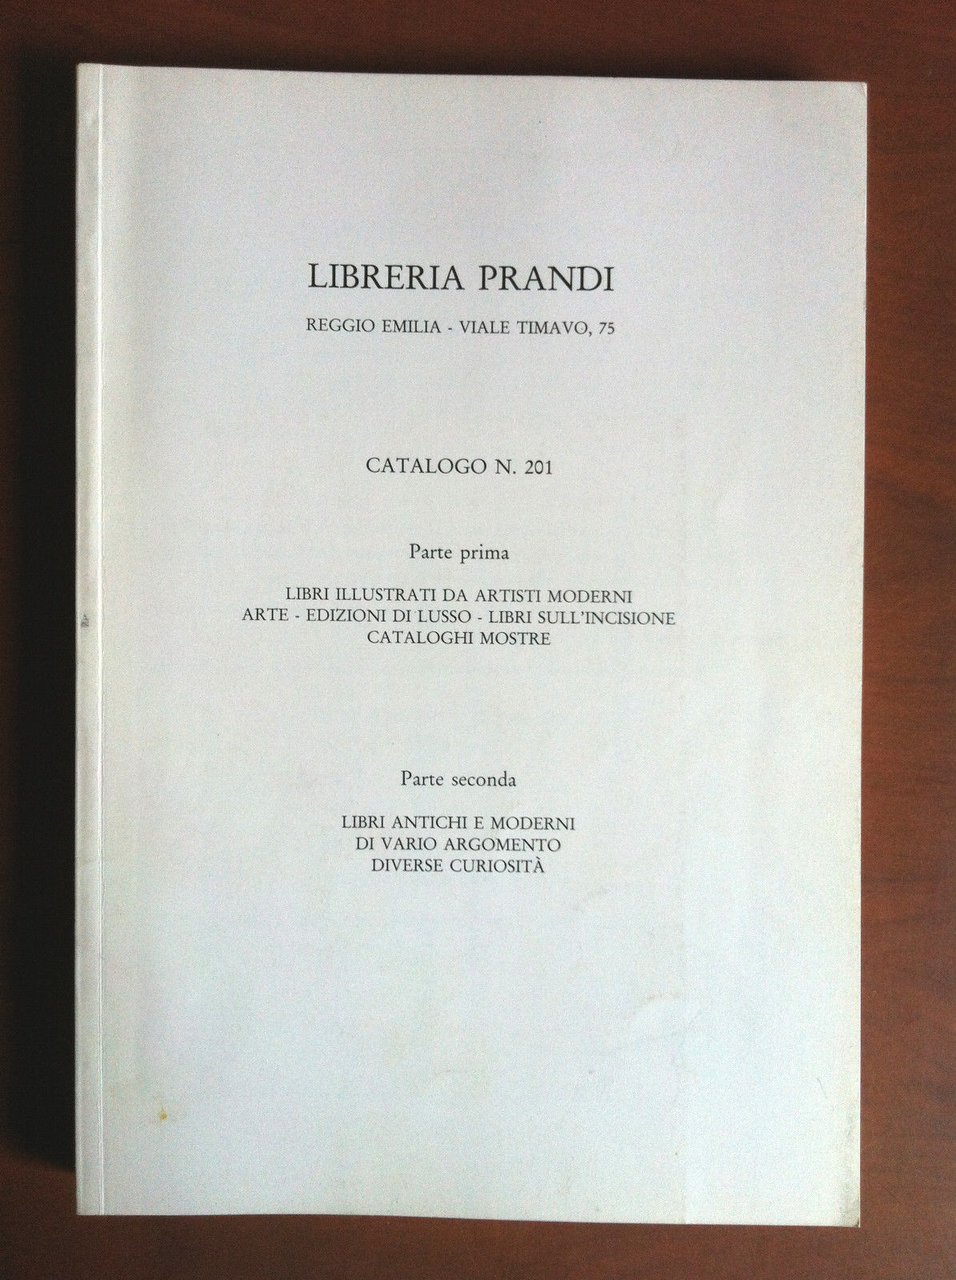 LIBRERIA PRANDI
REGGIO EMILIA - VIALE TIMAVO, 75
CATALOGO N. 201
Parte prima
LIBRI ILLUSTRATI DA ARTISTI MODERNI
ARTE - EDIZIONI DI LUSSO - LIBRI SULL'INCISIONE
CATALOGHI MOSTRE
Parte seconda
LIBRI ANTICHI E MODERNI
DI VARIO ARGOMENTO
DIVERSE CURIOSITÀ